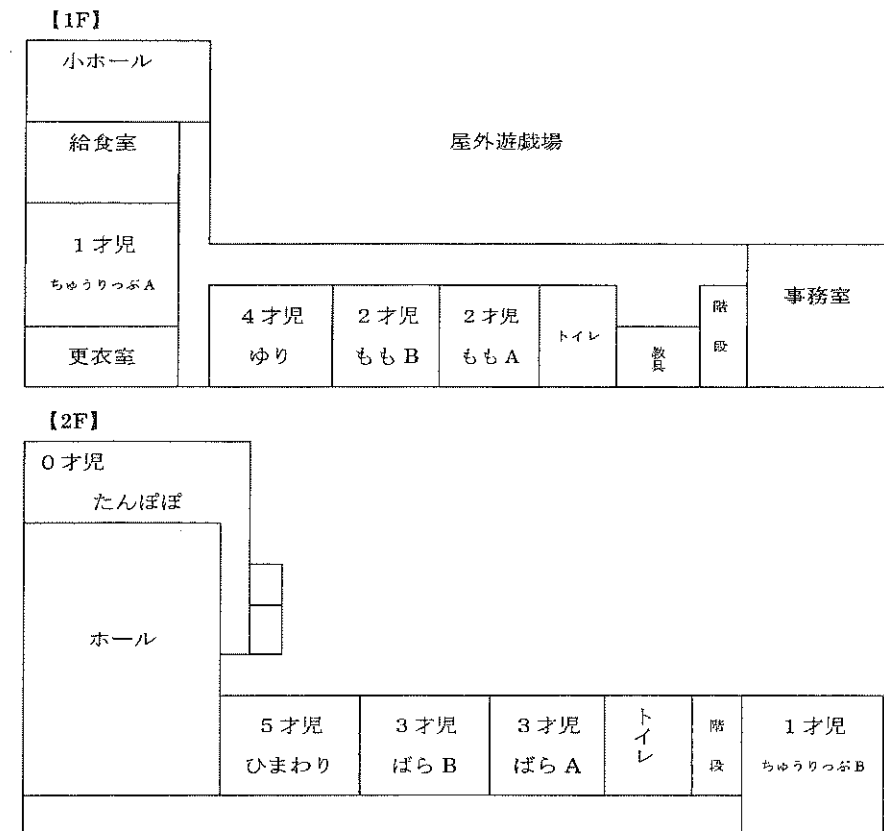 【1F】
小ホール
給食室
屋外遊戯場
1才児
ちゅうりっぷA
更衣室
4才児
ゆり
2才児
ももB
2才児
ももA
トイレ
教具
階段
事務室
【2F】
0才児
たんぽぽ
ホール
5才児
ひまわり
3才児
ばらB
3才児
ばらA
トイレ
階段
1才児
ちゅうりっぷB